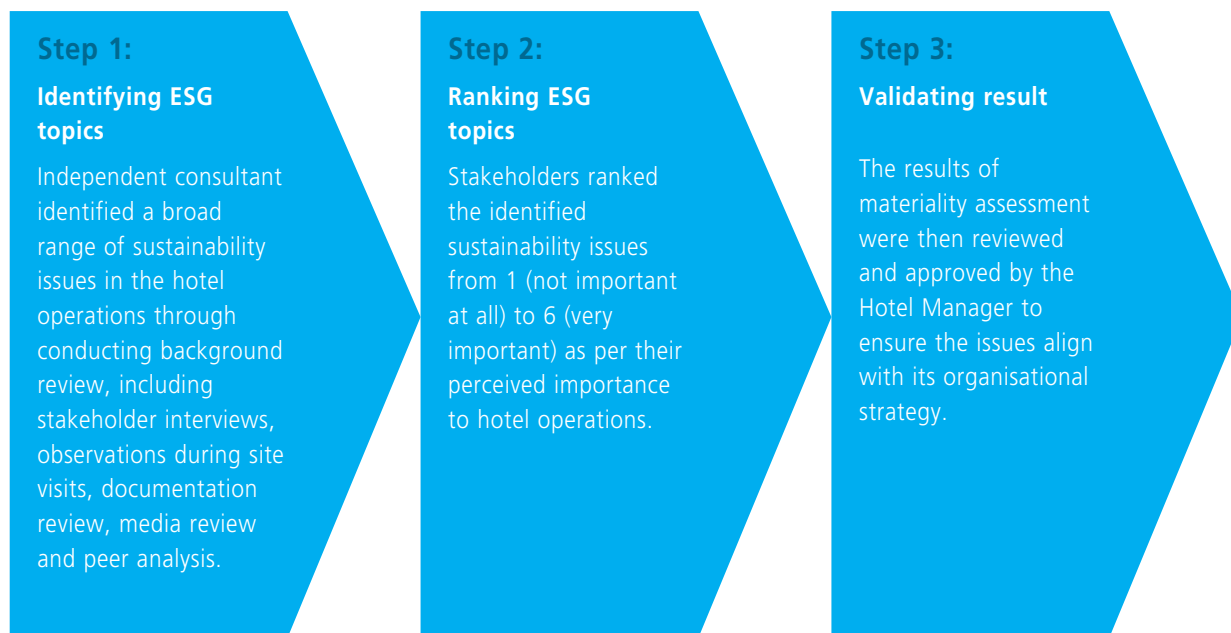 Step 1:
Identifying ESG
topics
Independent consultant
identified a broad
range of sustainability
issues in the hotel
operations through
conducting background
review, including
stakeholder interviews,
observations during site
visits, documentation
review, media review
and peer analysis.
Step 2:
Ranking ESG
topics
Stakeholders ranked
the identified
sustainability issues
from 1 (not important
at all) to 6 (very
important) as per their
perceived importance
to hotel operations.
Step 3:
Validating result
The results of
materiality assessment
were then reviewed
and approved by the
Hotel Manager to
ensure the issues align
with its organisational
strategy.